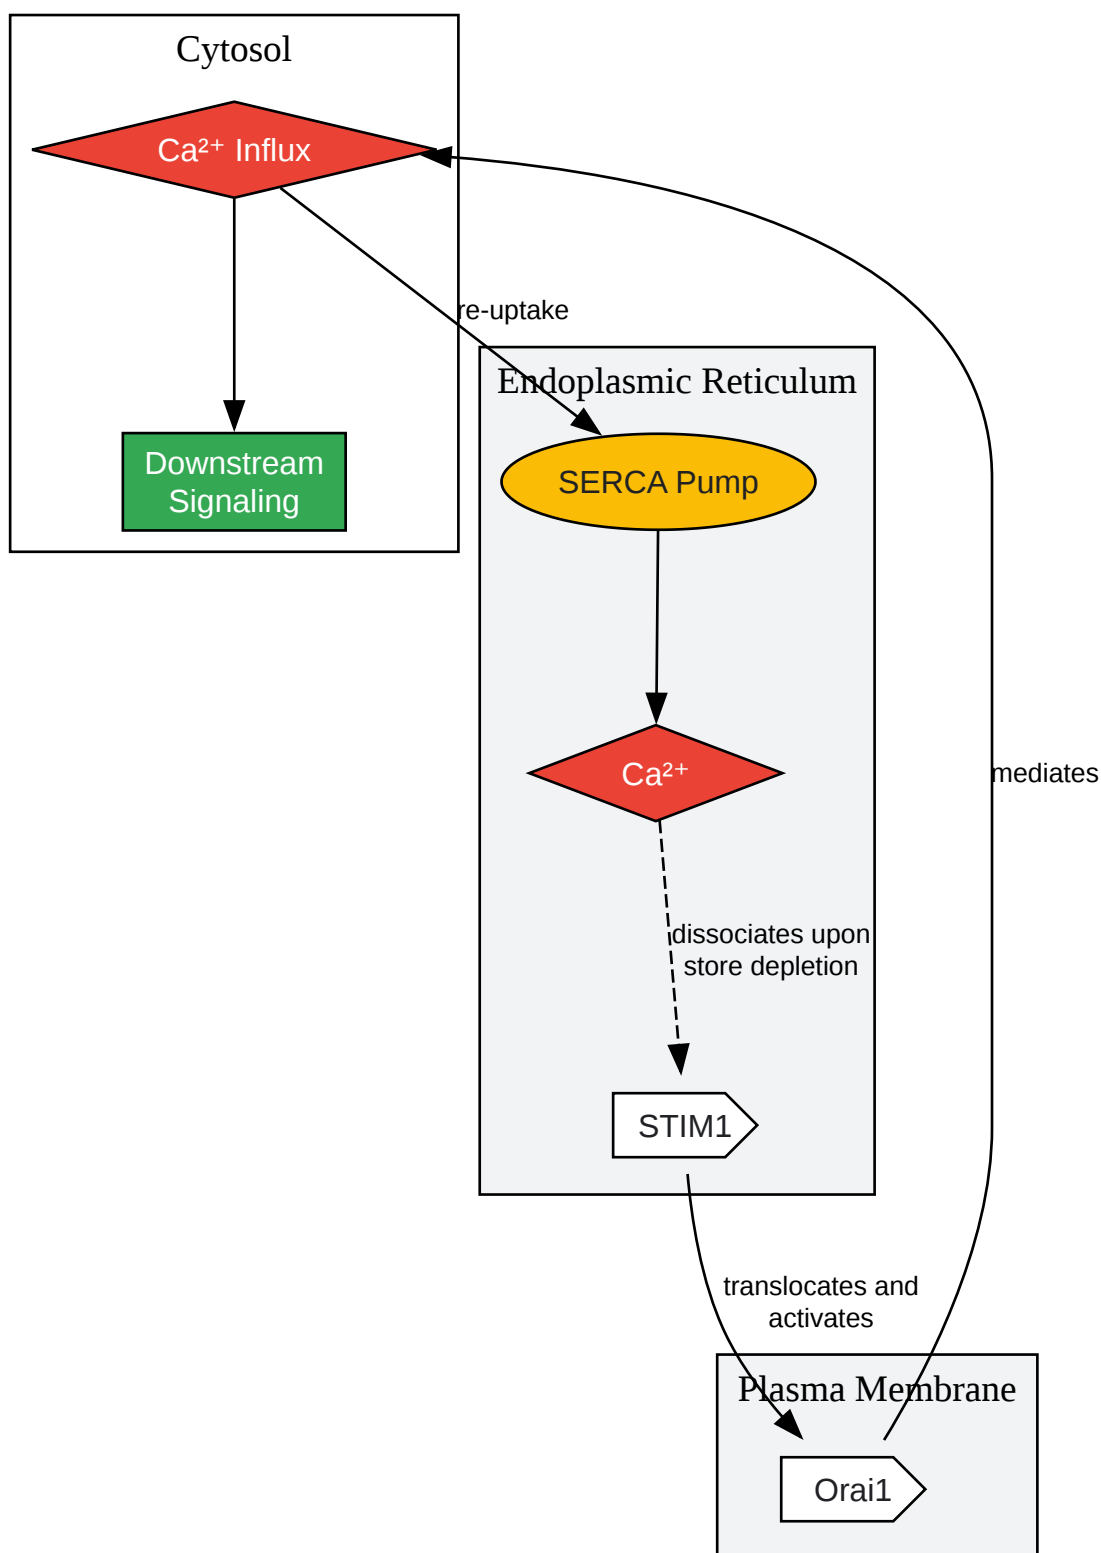 Cytosol
Ca²⁺ Influx
re-uptake
Endoplasmic Reticulum
Downstream
Signaling
SERCA Pump
Ca²⁺
mediates
dissociates upon
store depletion
STIM1
translocates and
activates
Plasma Membrane
Orai1